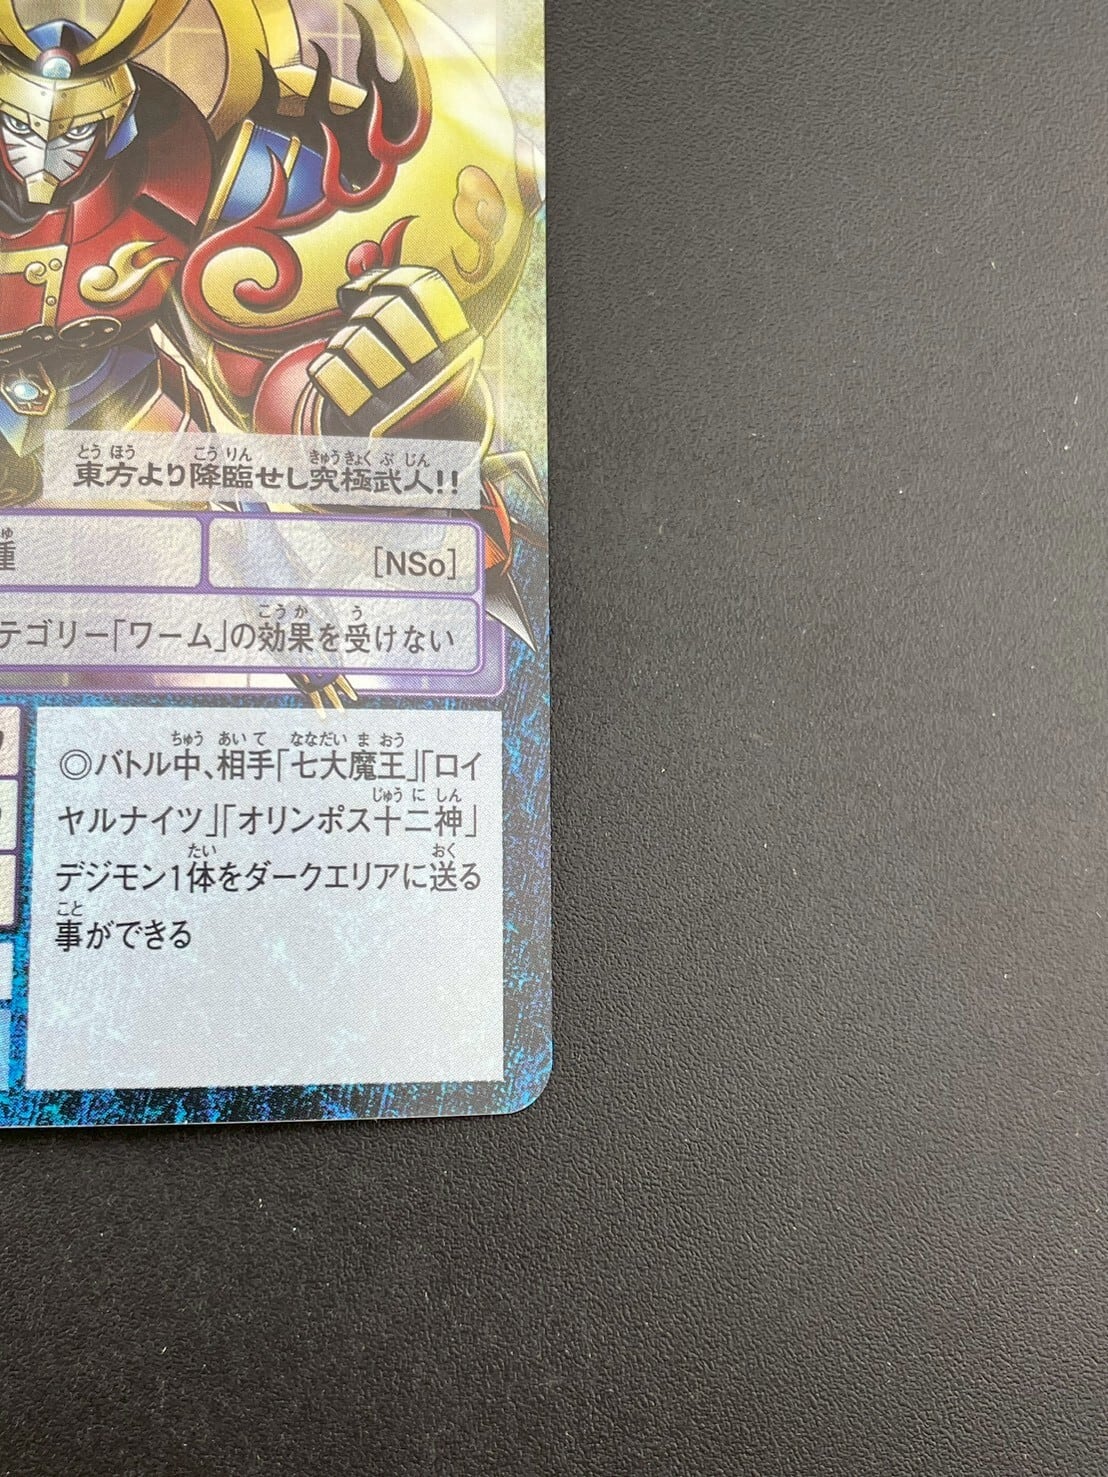 東方より降臨せし究極武人!!
種
[NSo]
テゴリー「ワーム」の効果を受けない
◎バトル中、相手「七大魔王」「ロイ
ヤルナイツ」「オリンポス十二神」
デジモン1体をダークエリアに送る
事ができる